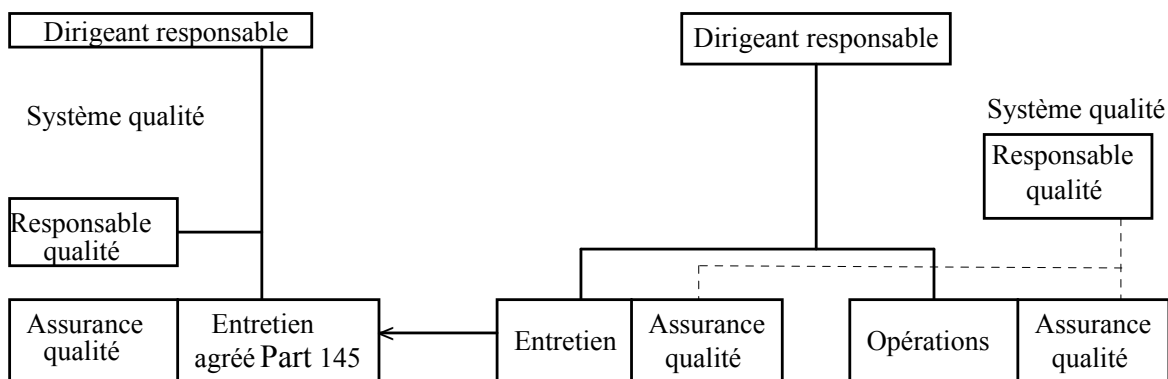 Dirigeant responsable
Dirigeant responsable
Système qualité
Système qualité
Responsable
qualité
Responsable
qualité
Assurance
qualité
Entretien
agréé Part 145
Entretien
Assurance
qualité
Opérations
Assurance
qualité